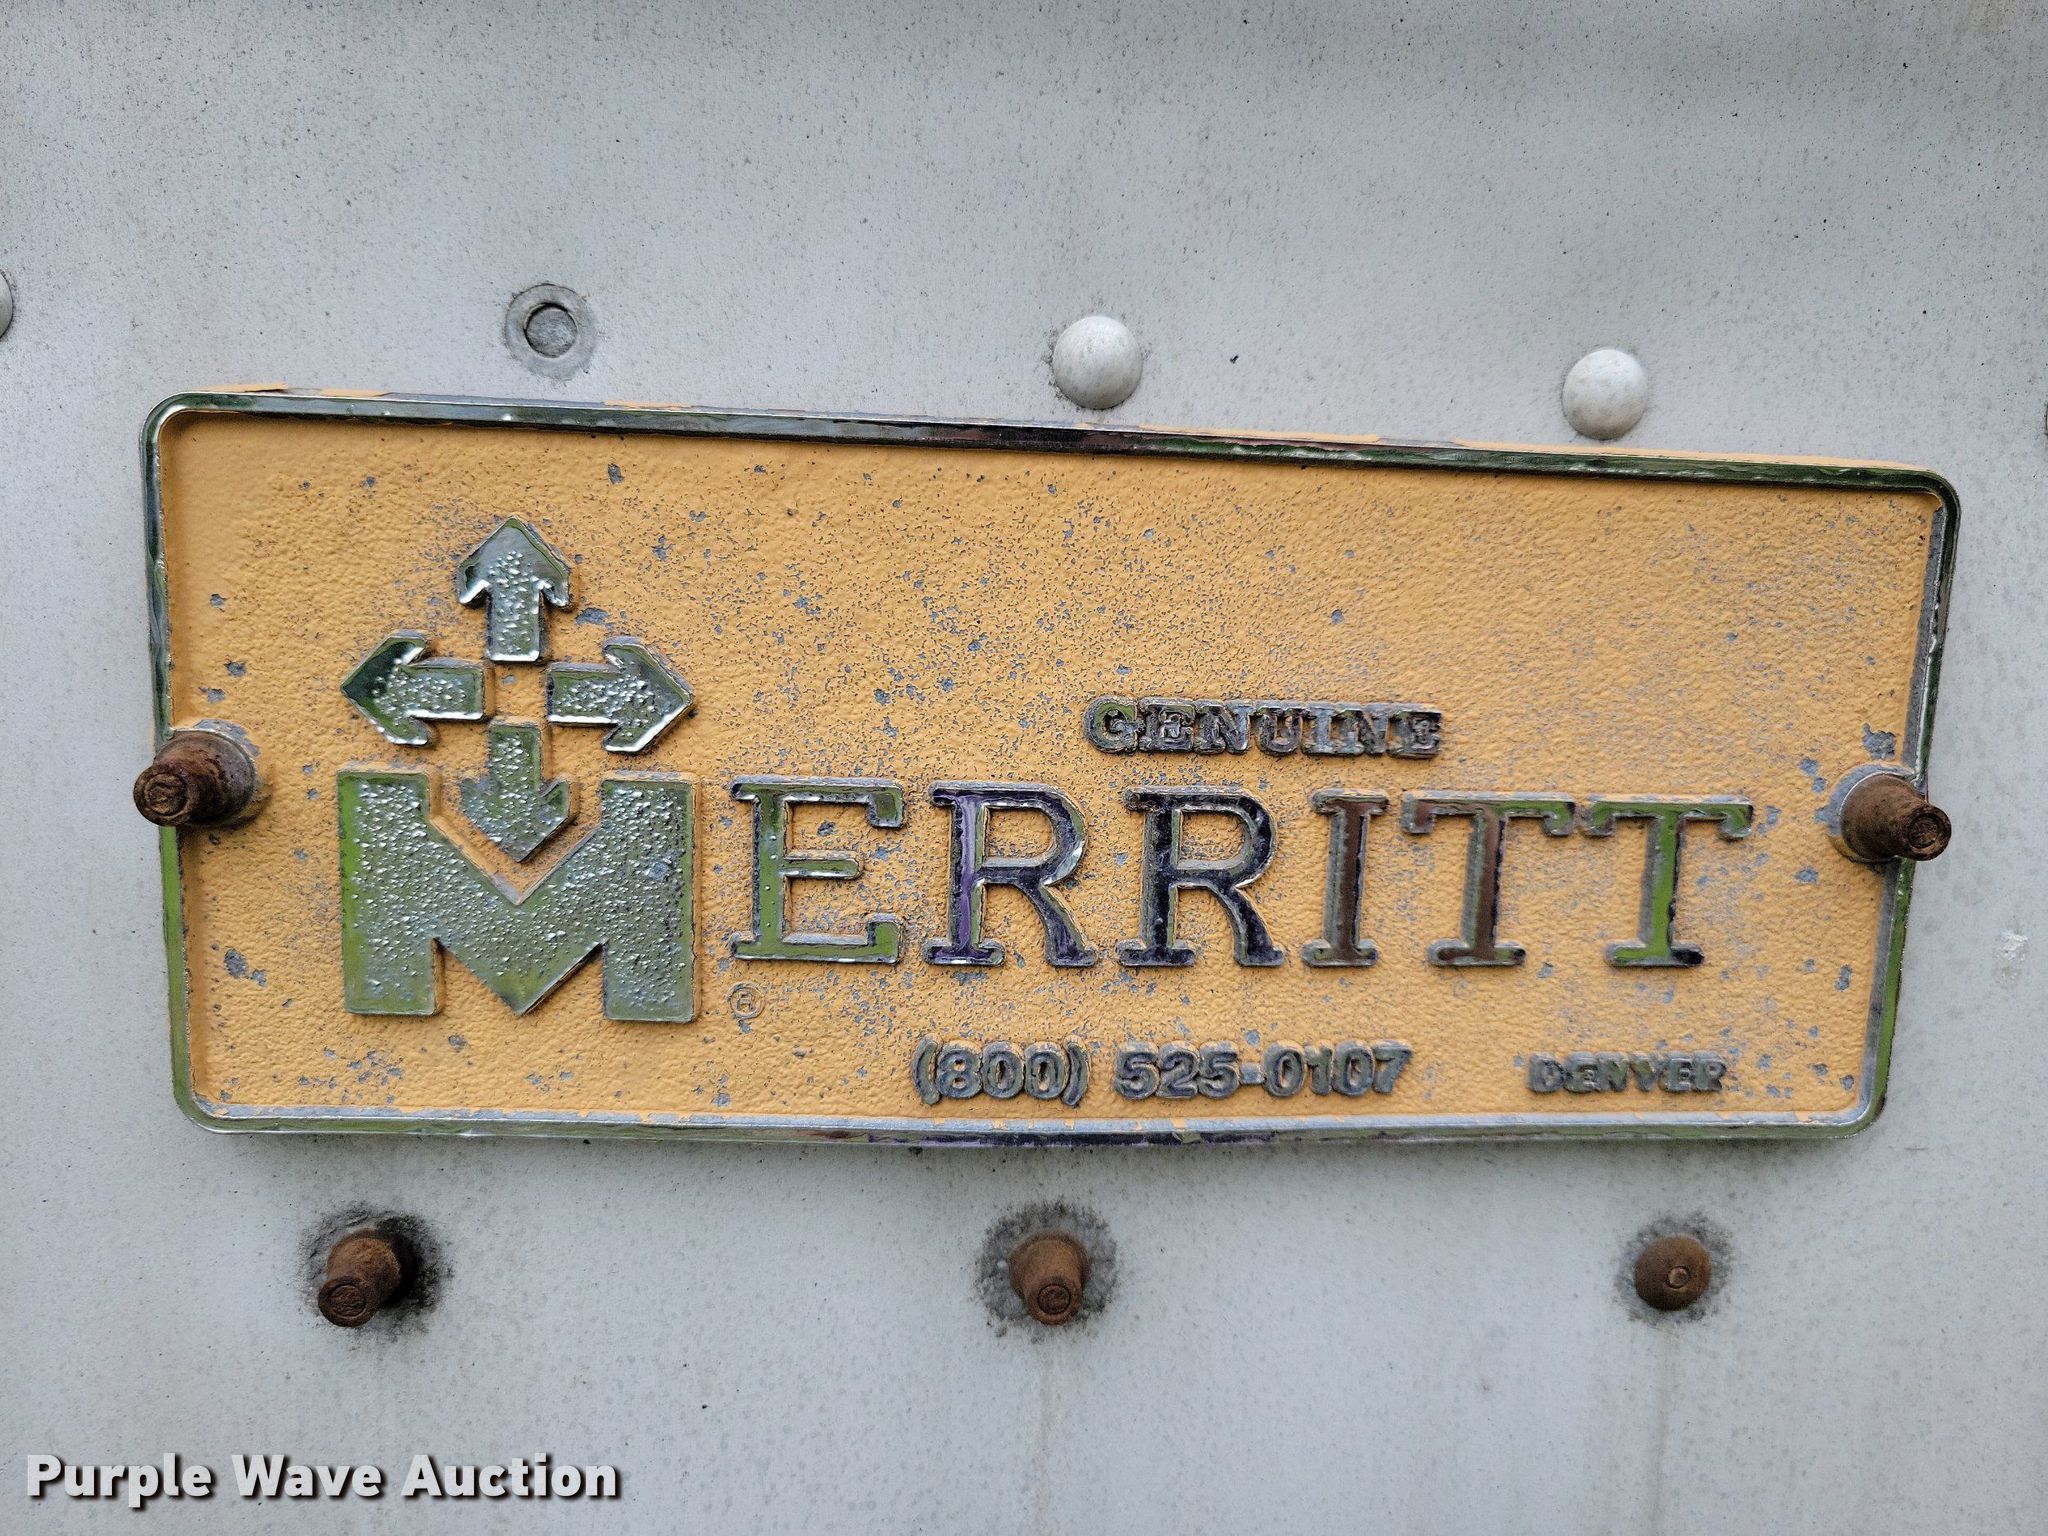 GENUINE
MERRITT
®
(800) 525-0107 DENVER
Purple Wave Auction